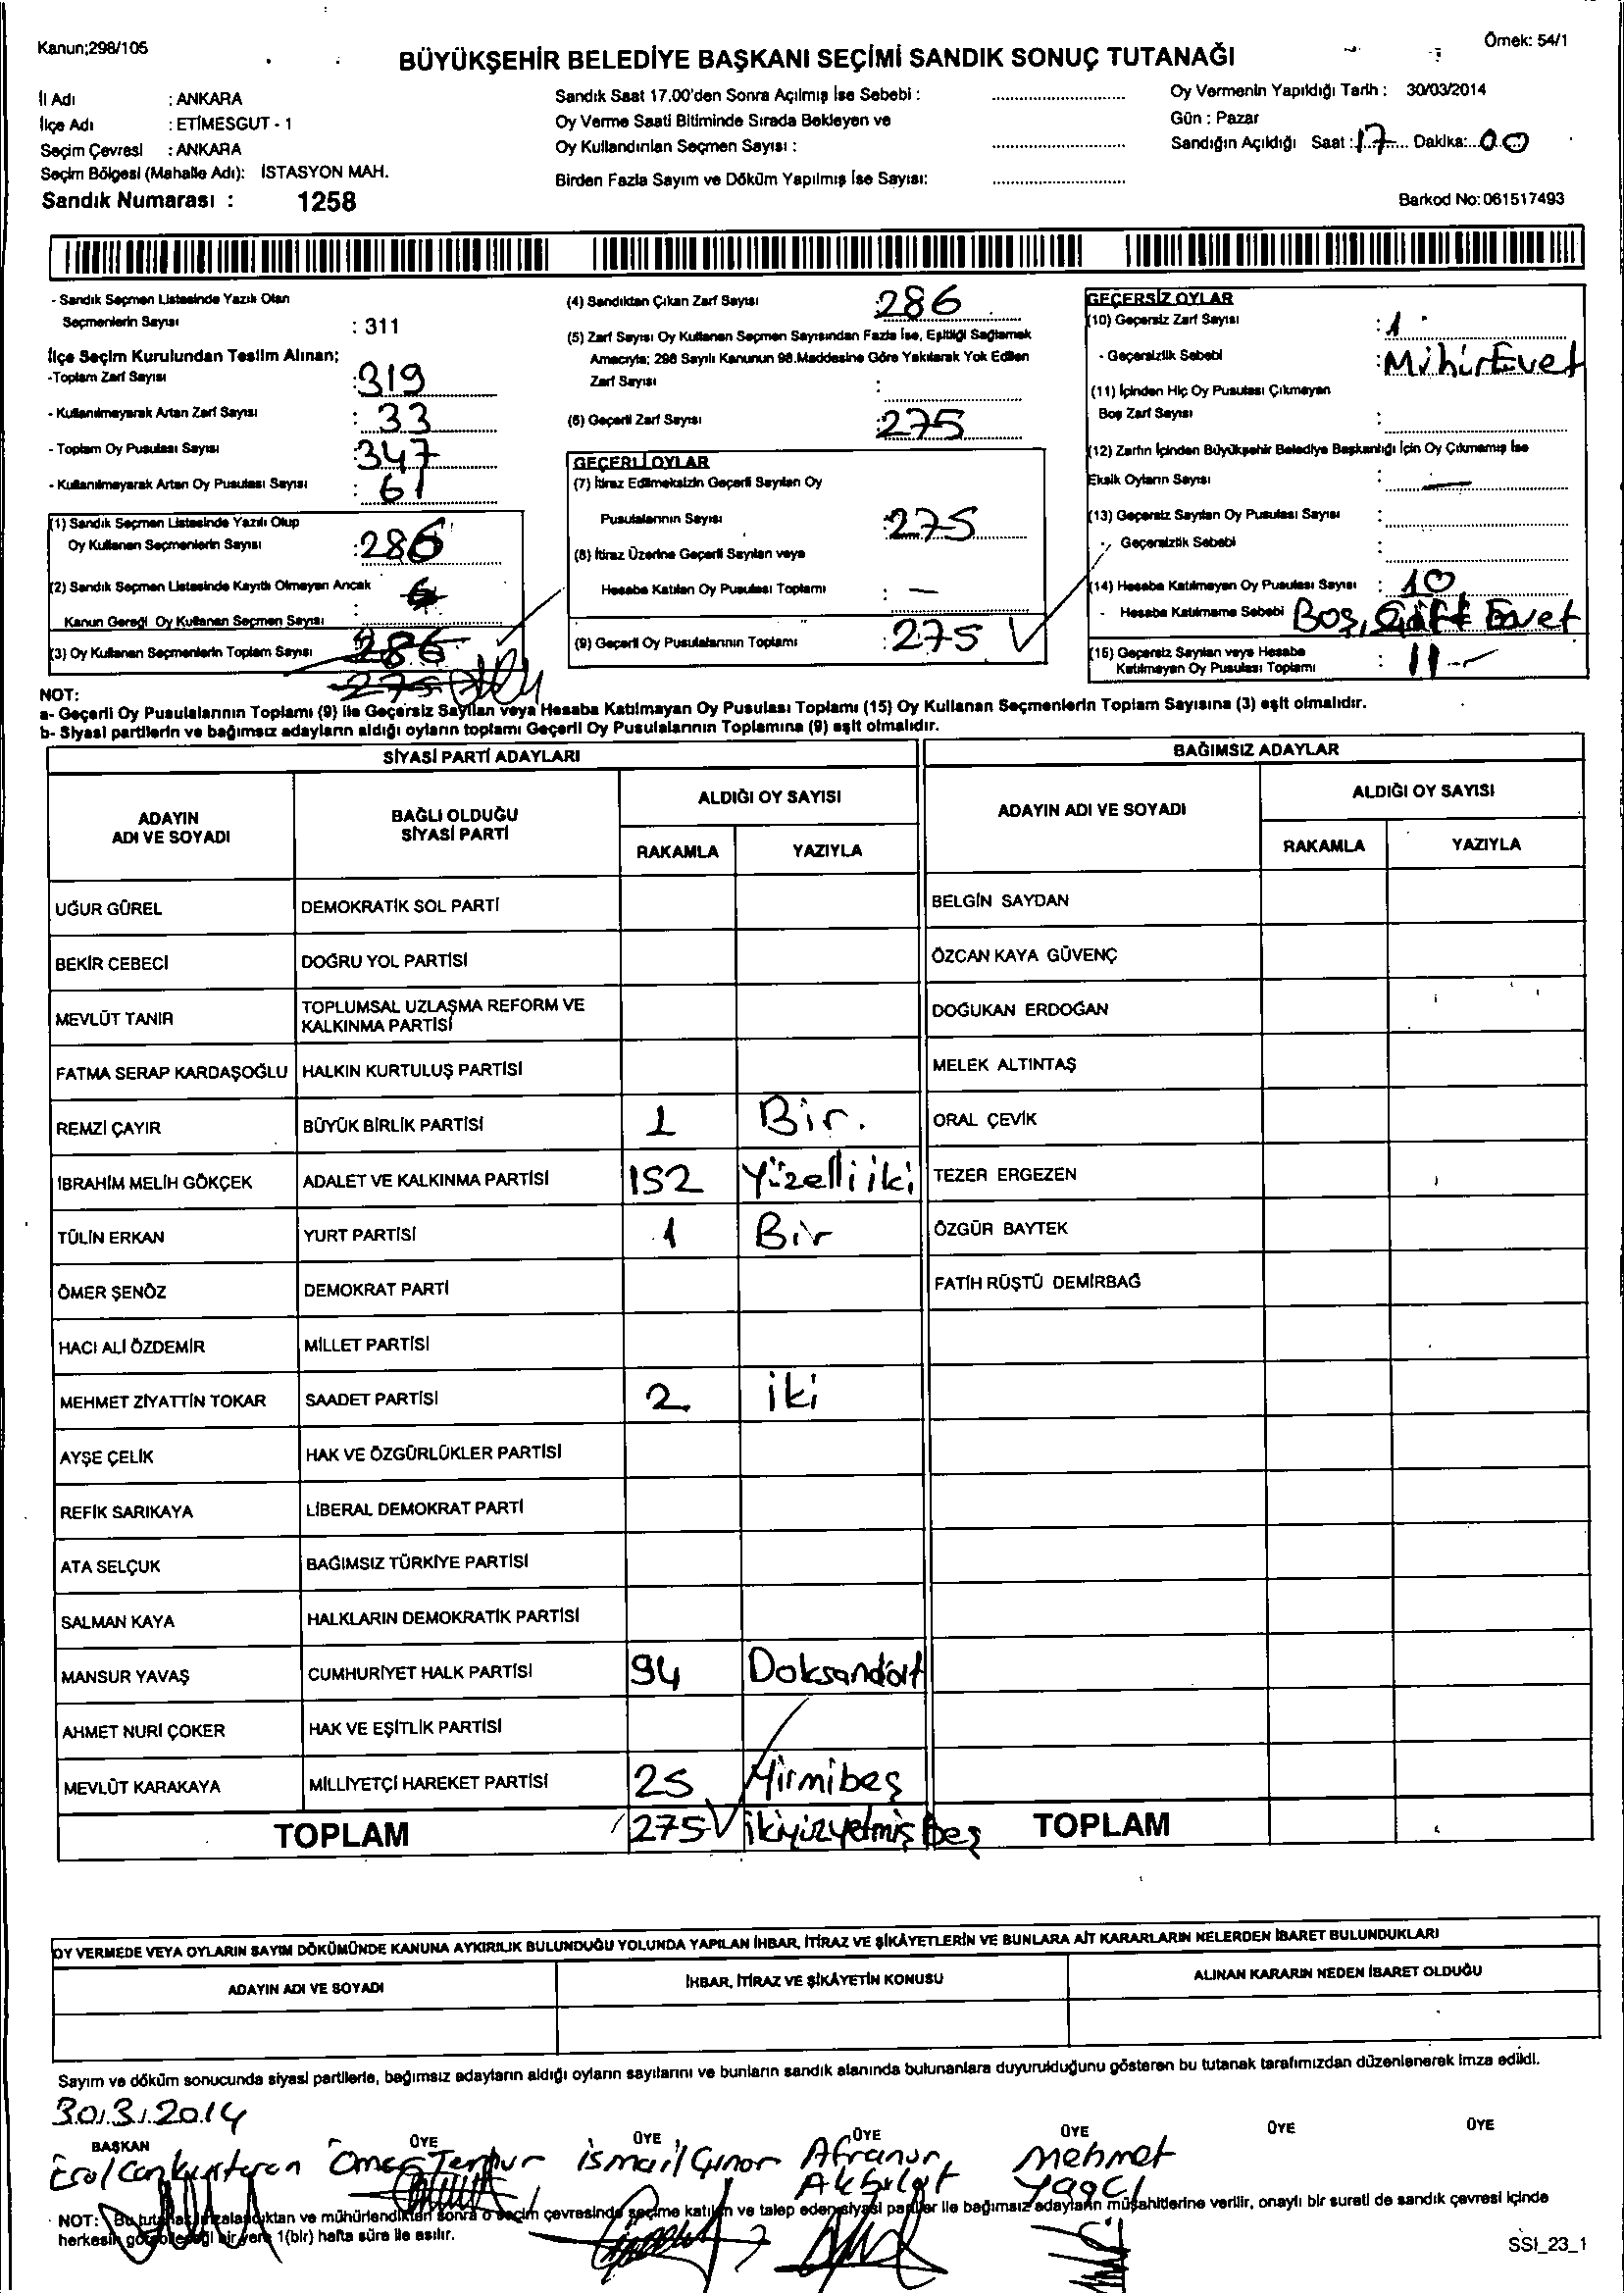 Kanun;298/105
Örnek: 54/1
BÜYÜKŞEHİR BELEDİYE BAŞKANI SEÇİMİ SANDIK SONUÇ TUTANAĞI
İl Adı : ANKARA
İlçe Adı : ETİMESGUT - 1
Seçim Çevresi : ANKARA
Seçim Bölgesi (Mahalle Adı): İSTASYON MAH.
Sandık Numarası : 1258
Sandık Saat 17.00'den Sonra Açılmış İse Sebebi :
Oy Verme Saati Bitiminde Sırada Bekleyen ve
Oy Kullandırılan Seçmen Sayısı :
Birden Fazla Sayım ve Döküm Yapılmış İse Sayısı:
Oy Vermenin Yapıldığı Tarih : 30/03/2014
Gün : Pazar
Sandığın Açıldığı Saat : 17 Dakika: 00
Barkod No: 061517493
- Sandık Seçmen Listesinde Yazılı Olan
Seçmenlerin Sayısı : 311
İlçe Seçim Kurulundan Teslim Alınan;
-Toplam Zarf Sayısı : 319
- Kullanılmayarak Artan Zarf Sayısı : 33
- Toplam Oy Pusulası Sayısı : 347
- Kullanılmayarak Artan Oy Pusulası Sayısı : 61
(1) Sandık Seçmen Listesinde Yazılı Olup
Oy Kullanan Seçmenlerin Sayısı : 286
(2) Sandık Seçmen Listesinde Kayıtlı Olmayan Ancak
Kanun Gereği Oy Kullanan Seçmen Sayısı :
(3) Oy Kullanan Seçmenlerin Toplam Sayısı 286
275
(4) Sandıktan Çıkan Zarf Sayısı : 286
(5) Zarf Sayısı Oy Kullanan Seçmen Sayısından Fazla İse, Eşitliği Sağlamak
Amacıyla; 298 Sayılı Kanunun 98.Maddesine Göre Yakılarak Yok Edilen
Zarf Sayısı :
(6) Geçerli Zarf Sayısı : 275
GEÇERLİ OYLAR
(7) İtiraz Edilmeksizin Geçerli Sayılan Oy
Pusulalarının Sayısı : 275
(8) İtiraz Üzerine Geçerli Sayılan veya
Hesaba Katılan Oy Pusulası Toplamı : —
(9) Geçerli Oy Pusulalarının Toplamı : 275 √
GEÇERSİZ OYLAR
(10) Geçersiz Zarf Sayısı : 1
- Geçersizlik Sebebi : Mühür Evet
(11) İçinden Hiç Oy Pusulası Çıkmayan
Boş Zarf Sayısı :
(12) Zarfın İçinden Büyükşehir Belediye Başkanlığı İçin Oy Çıkmamış İse
Eksik Oyların Sayısı : —
(13) Geçersiz Sayılan Oy Pusulası Sayısı :
- Geçersizlik Sebebi :
(14) Hesaba Katılmayan Oy Pusulası Sayısı : 10
- Hesaba Katılmama Sebebi Boş, Çift Evet
(15) Geçersiz Sayılan veya Hesaba
Katılmayan Oy Pusulası Toplamı : 11
NOT:
a- Geçerli Oy Pusulalarının Toplamı (9) ile Geçersiz Sayılan veya Hesaba Katılmayan Oy Pusulası Toplamı (15) Oy Kullanan Seçmenlerin Toplam Sayısına (3) eşit olmalıdır.
b- Siyasi partilerin ve bağımsız adayların aldığı oyların toplamı Geçerli Oy Pusulalarının Toplamına (9) eşit olmalıdır.
SİYASİ PARTİ ADAYLARI
ADAYIN
ADI VE SOYADI
BAĞLI OLDUĞU
SİYASİ PARTİ
ALDIĞI OY SAYISI
RAKAMLA YAZIYLA
UĞUR GÜREL DEMOKRATİK SOL PARTİ
BEKİR CEBECİ DOĞRU YOL PARTİSİ
MEVLÜT TANIR TOPLUMSAL UZLAŞMA REFORM VE
KALKINMA PARTİSİ
FATMA SERAP KARDAŞOĞLU HALKIN KURTULUŞ PARTİSİ
REMZİ ÇAYIR BÜYÜK BİRLİK PARTİSİ 1 Bir.
İBRAHİM MELİH GÖKÇEK ADALET VE KALKINMA PARTİSİ 152 Yüzelliiki
TÜLİN ERKAN YURT PARTİSİ 1 Bir
ÖMER ŞENÖZ DEMOKRAT PARTİ
HACI ALİ ÖZDEMİR MİLLET PARTİSİ
MEHMET ZİYATTİN TOKAR SAADET PARTİSİ 2 iki
AYŞE ÇELİK HAK VE ÖZGÜRLÜKLER PARTİSİ
REFİK SARIKAYA LİBERAL DEMOKRAT PARTİ
ATA SELÇUK BAĞIMSIZ TÜRKİYE PARTİSİ
SALMAN KAYA HALKLARIN DEMOKRATİK PARTİSİ
MANSUR YAVAŞ CUMHURİYET HALK PARTİSİ 94 Doksandört
AHMET NURİ ÇOKER HAK VE EŞİTLİK PARTİSİ
MEVLÜT KARAKAYA MİLLİYETÇİ HAREKET PARTİSİ 25 Yirmibeş
TOPLAM 275 √ ikiyüzyetmişbeş
BAĞIMSIZ ADAYLAR
ADAYIN ADI VE SOYADI
ALDIĞI OY SAYISI
RAKAMLA YAZIYLA
BELGİN SAYDAN
ÖZCAN KAYA GÜVENÇ
DOĞUKAN ERDOĞAN
MELEK ALTINTAŞ
ORAL ÇEVİK
TEZER ERGEZEN
ÖZGÜR BAYTEK
FATİH RÜŞTÜ DEMİRBAĞ
TOPLAM
OY VERMEDE VEYA OYLARIN SAYIM DÖKÜMÜNDE KANUNA AYKIRILIK BULUNDUĞU YOLUNDA YAPILAN İHBAR, İTİRAZ VE ŞİKÂYETLERİN VE BUNLARA AİT KARARLARIN NELERDEN İBARET BULUNDUKLARI
ADAYIN ADI VE SOYADI İHBAR, İTİRAZ VE ŞİKÂYETİN KONUSU ALINAN KARARIN NEDEN İBARET OLDUĞU
Sayım ve döküm sonucunda siyasi partilerle, bağımsız adayların aldığı oyların sayılarını ve bunların sandık alanında bulunanlara duyurulduğunu gösteren bu tutanak tarafımızdan düzenlenerek imza edildi.
30.3.2014
BAŞKAN ÜYE ÜYE ÜYE ÜYE ÜYE ÜYE
Erol Ömer İsmail Çınar Afranur Mehmet
Akbulut Yağcı
NOT: Bu tutanak imzalandıktan ve mühürlendikten sonra o seçim çevresinde seçime katılan ve talep eden siyasi partiler ile bağımsız adayların müşahitlerine verilir, onaylı bir sureti de sandık çevresi içinde
herkesin görebileceği bir yere 1(bir) hafta süre ile asılır.
SSI_23_1